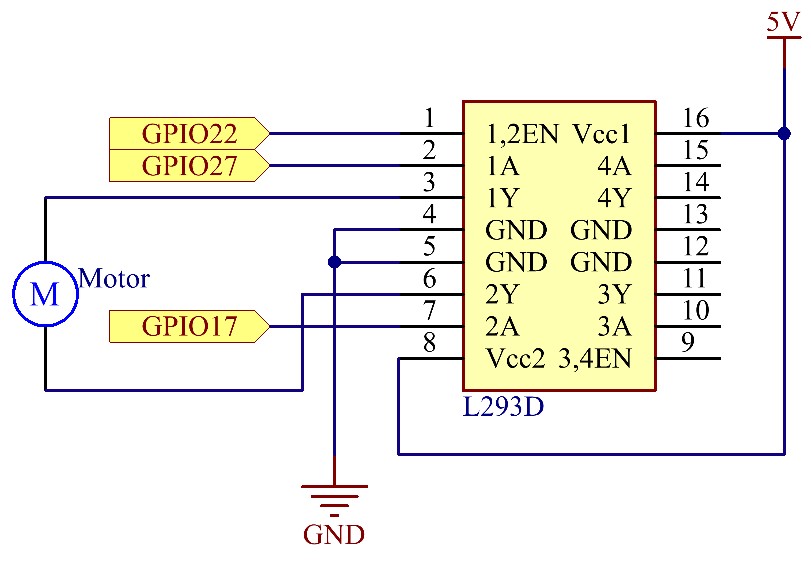 5V
GPIO22
GPIO27
Motor
M
GPIO17
1
2
3
4
5
6
7
8
1,2EN Vcc1
1A 4A
1Y 4Y
GND GND
GND GND
2Y 3Y
2A 3A
Vcc2 3,4EN
16
15
14
13
12
11
10
9
L293D
GND